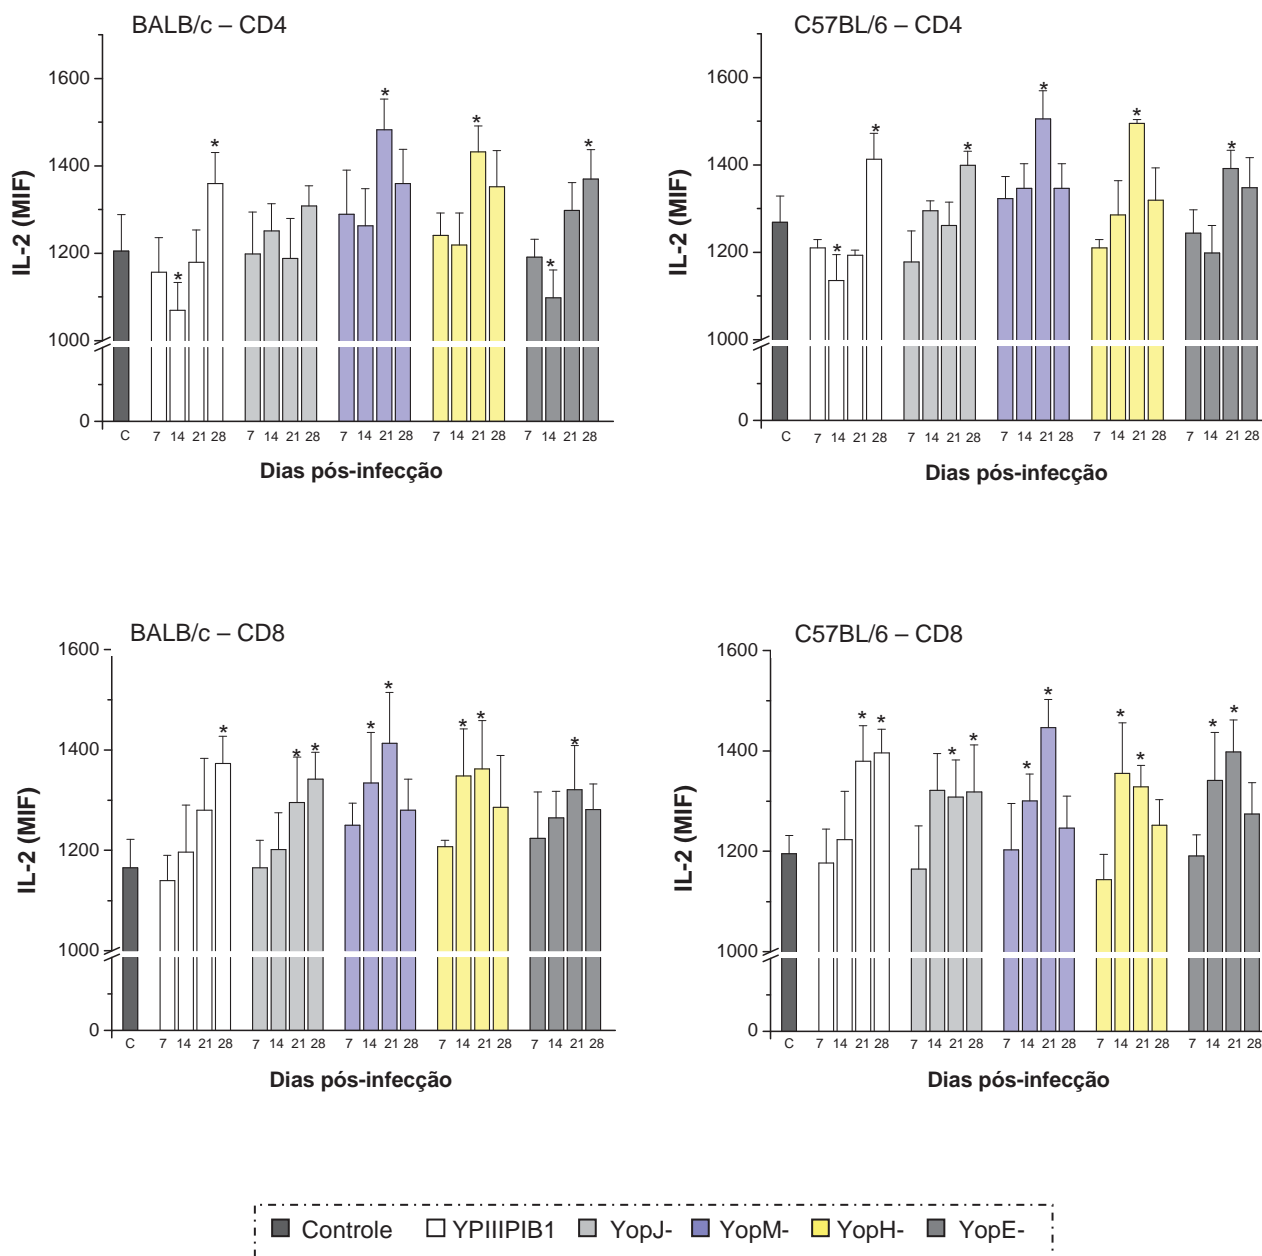 BALB/c – CD4
IL-2 (MIF)
1600
1400
1200
1000
0
* * * * * *
C 7 14 21 28 7 14 21 28 7 14 21 28 7 14 21 28 7 14 21 28
Dias pós-infecção
C57BL/6 – CD4
IL-2 (MIF)
1600
1400
1200
1000
0
* * * * * *
C 7 14 21 28 7 14 21 28 7 14 21 28 7 14 21 28 7 14 21 28
Dias pós-infecção
BALB/c – CD8
IL-2 (MIF)
1600
1400
1200
1000
0
* * * * * * * *
C 7 14 21 28 7 14 21 28 7 14 21 28 7 14 21 28 7 14 21 28
Dias pós-infecção
C57BL/6 – CD8
IL-2 (MIF)
1600
1400
1200
1000
0
* * * * * * * * * *
C 7 14 21 28 7 14 21 28 7 14 21 28 7 14 21 28 7 14 21 28
Dias pós-infecção
Controle YPIIIPIB1 YopJ- YopM- YopH- YopE-